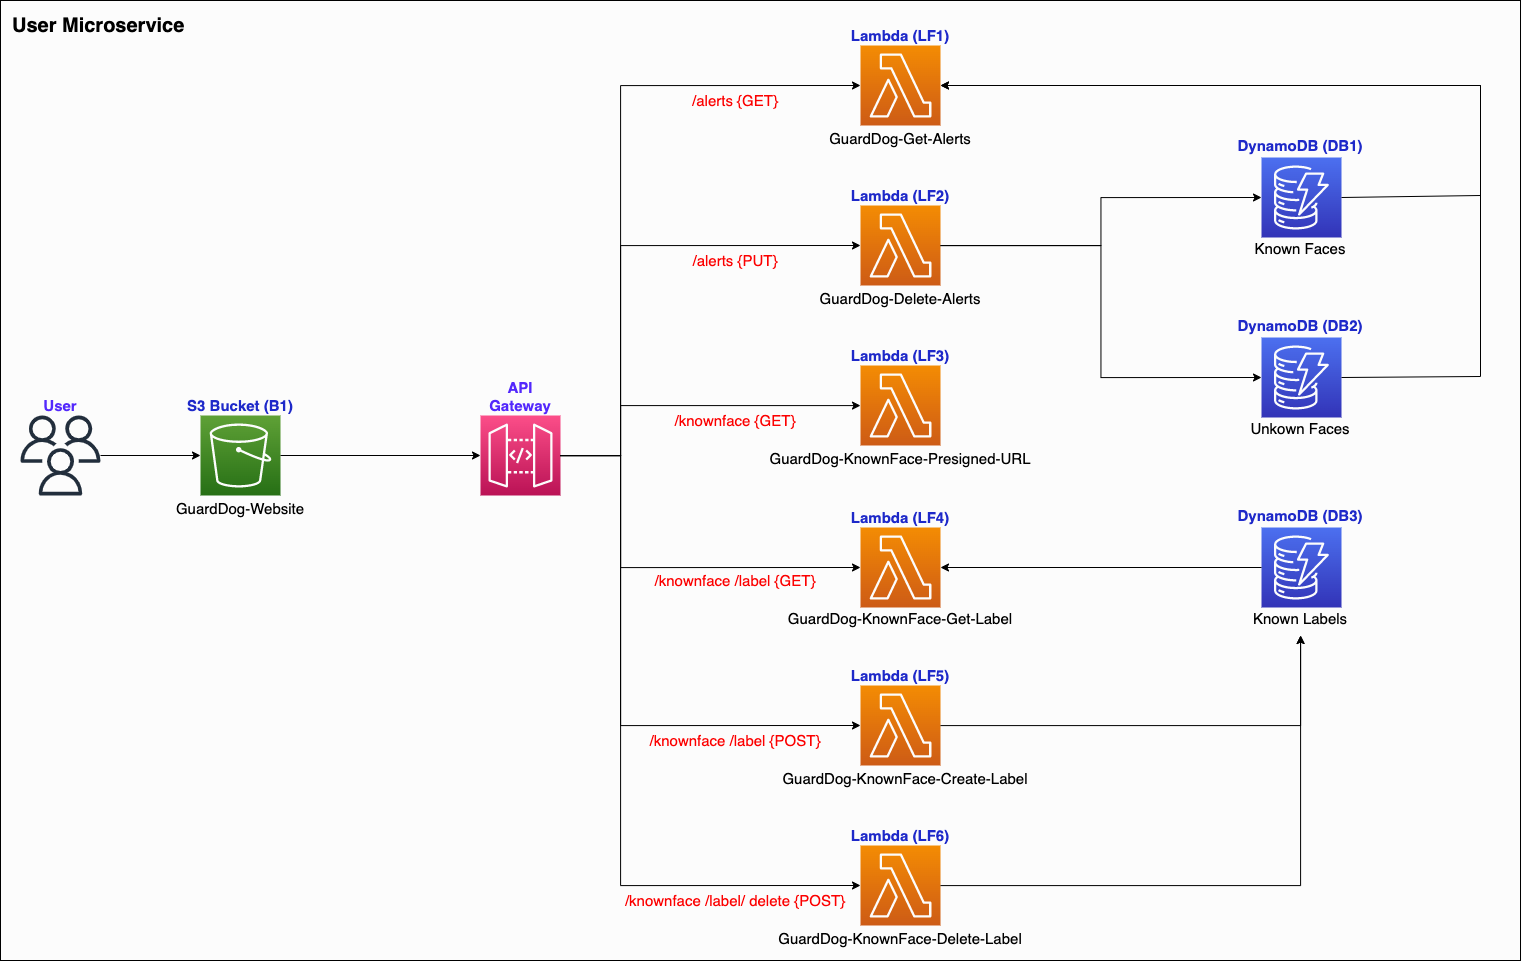 User Microservice
Lambda (LF1)
/alerts {GET}
GuardDog-Get-Alerts
DynamoDB (DB1)
Known Faces
Lambda (LF2)
/alerts {PUT}
GuardDog-Delete-Alerts
DynamoDB (DB2)
Unkown Faces
Lambda (LF3)
/knownface {GET}
GuardDog-KnownFace-Presigned-URL
User
S3 Bucket (B1)
GuardDog-Website
API
Gateway
</>
Lambda (LF4)
/knownface /label {GET}
GuardDog-KnownFace-Get-Label
DynamoDB (DB3)
Known Labels
Lambda (LF5)
/knownface /label {POST}
GuardDog-KnownFace-Create-Label
Lambda (LF6)
/knownface /label/ delete {POST}
GuardDog-KnownFace-Delete-Label